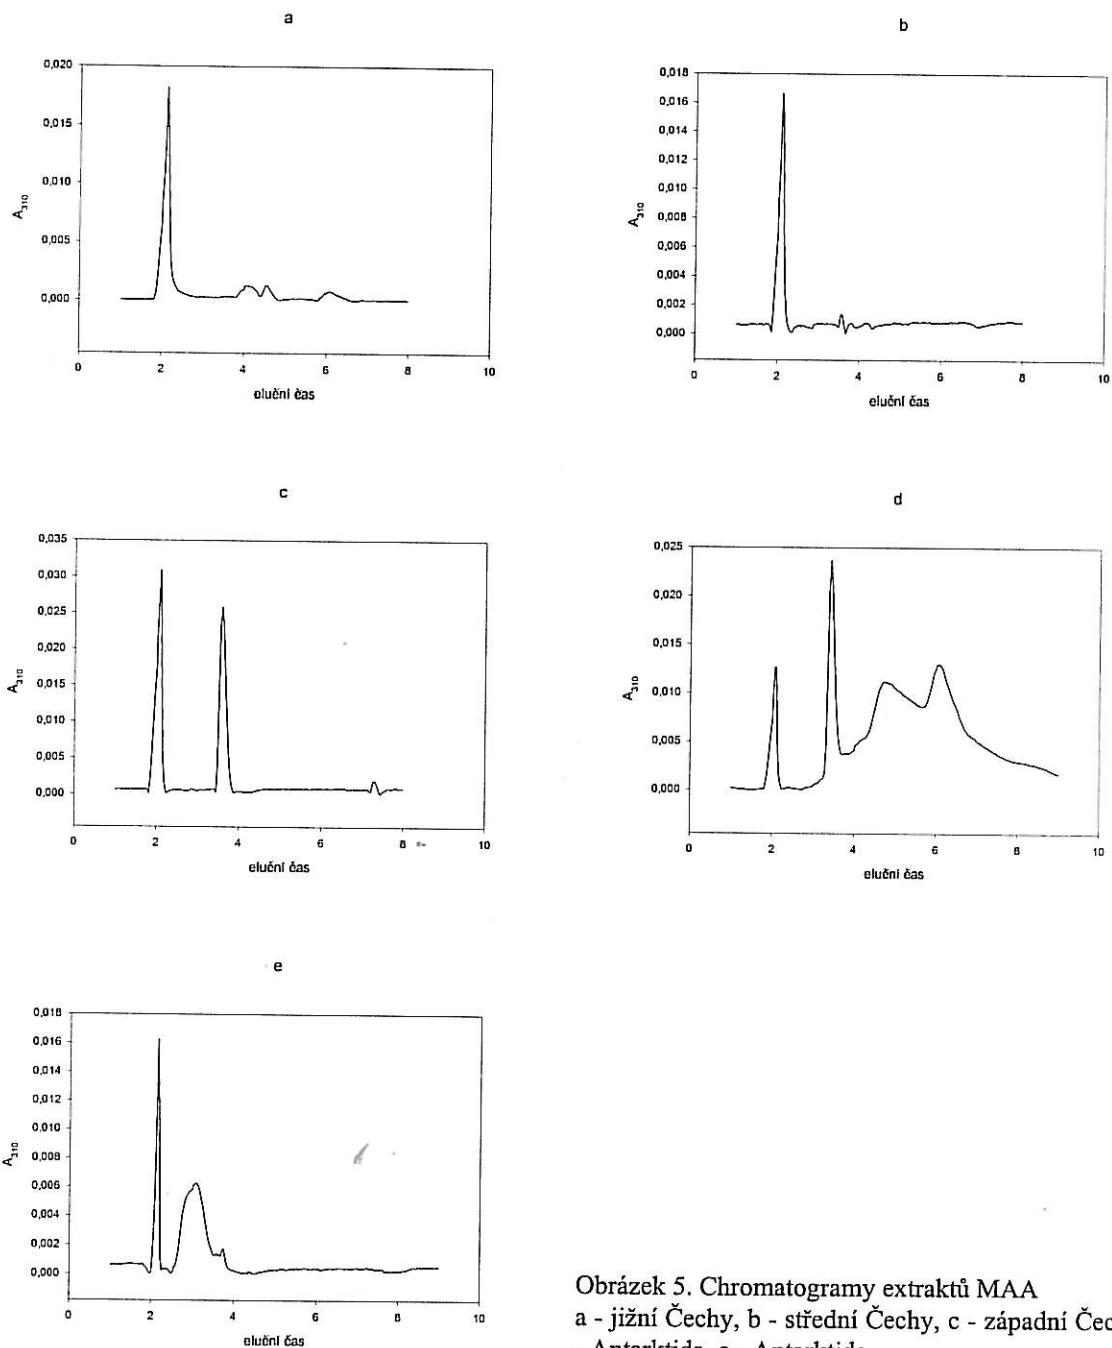 a
0,020
0,015
0,010
0,005
0,000
A310
0 2 4 6 8 10
eluční čas
b
0,018
0,016
0,014
0,012
0,010
0,008
0,006
0,004
0,002
0,000
A310
0 2 4 6 8 10
eluční čas
c
0,035
0,030
0,025
0,020
0,015
0,010
0,005
0,000
A310
0 2 4 6 8 10
eluční čas
d
0,025
0,020
0,015
0,010
0,005
0,000
A310
0 2 4 6 8 10
eluční čas
e
0,018
0,016
0,014
0,012
0,010
0,008
0,006
0,004
0,002
0,000
A310
0 2 4 6 8 10
eluční čas
Obrázek 5. Chromatogramy extraktů MAA
a - jižní Čechy, b - střední Čechy, c - západní
- Antarktida, e - Antarktida